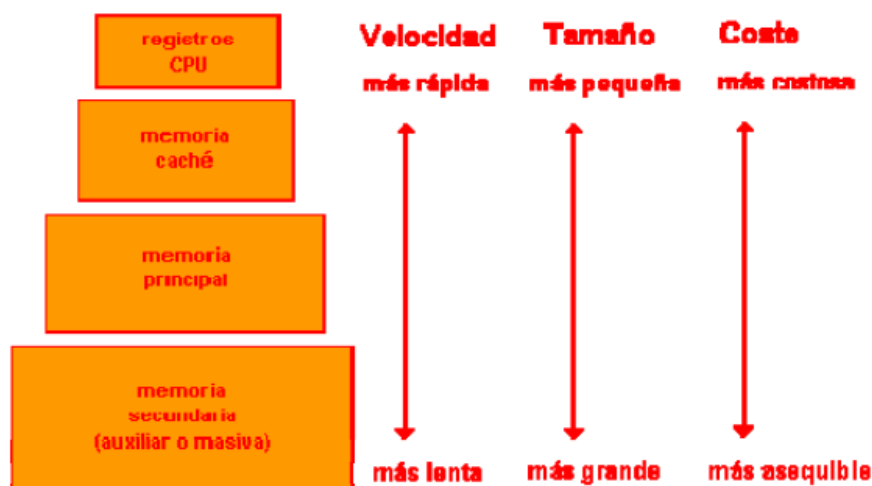 registros
CPU
memoria
caché
memoria
principal
memoria
secundaria
(auxiliar o masiva)
Velocidad
más rápida
más lenta
Tamaño
más pequeña
más grande
Coste
más costosa
más asequible